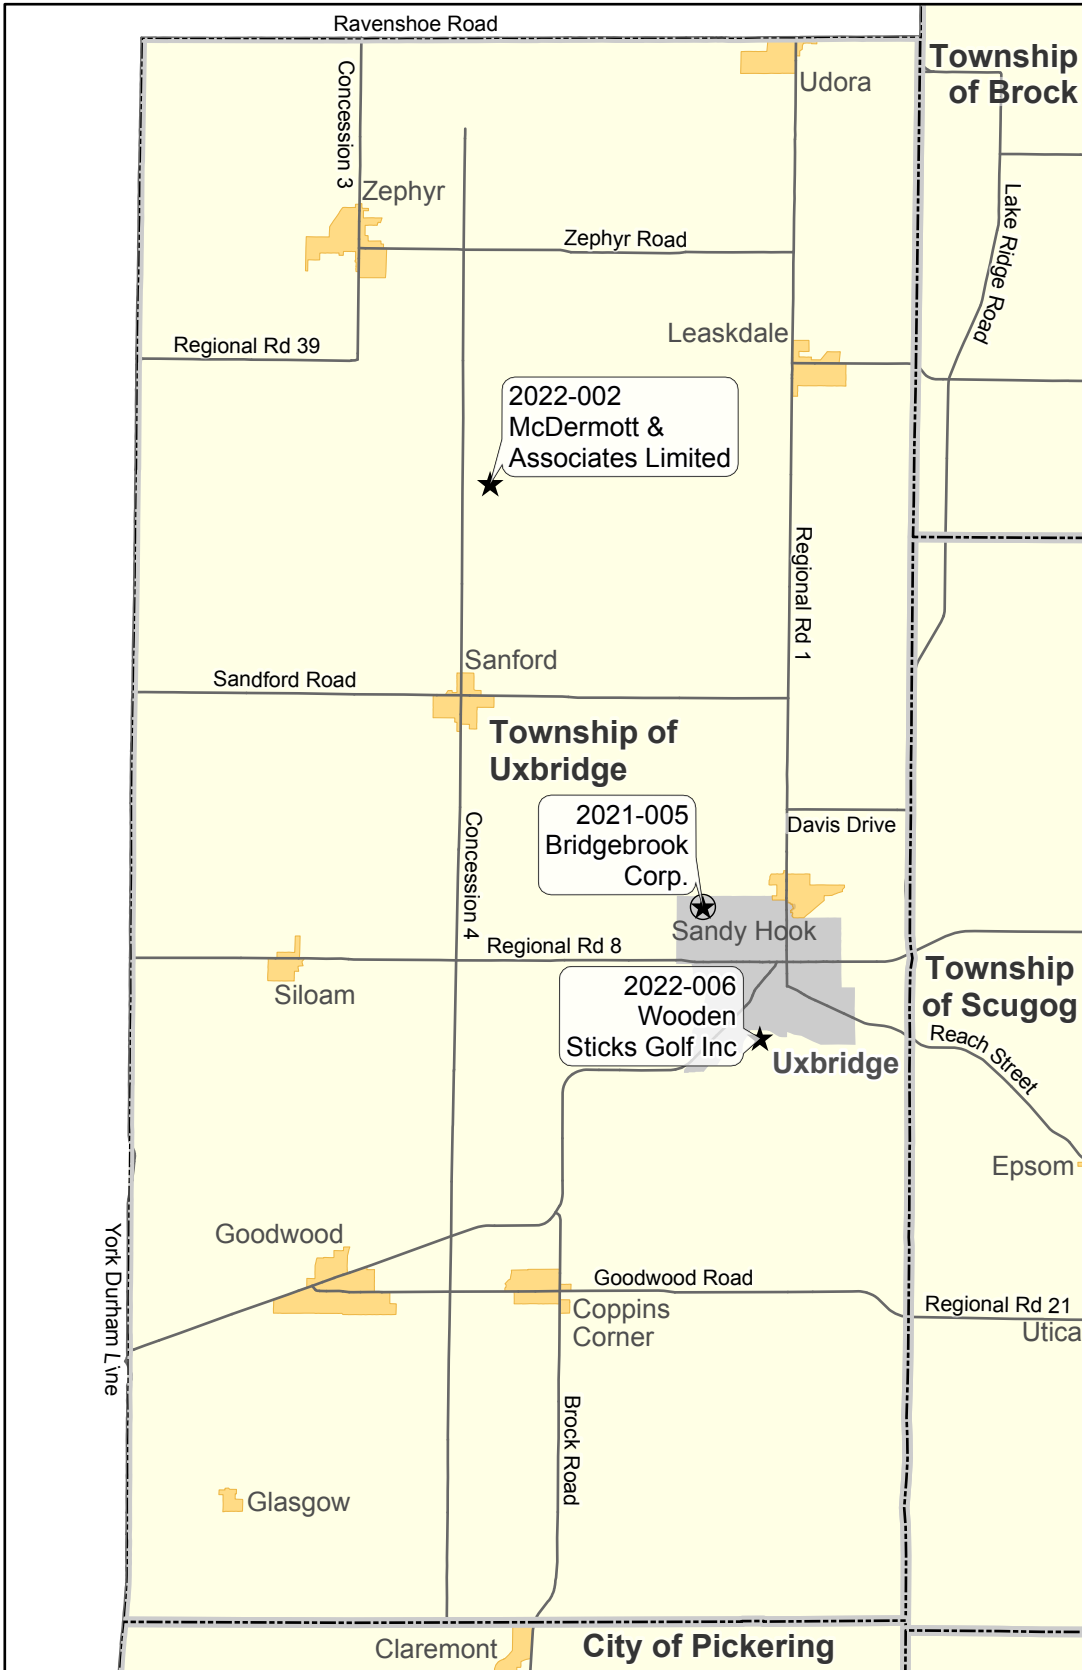 Ravenshoe Road
Township
of Brock
Udora
Concession 3
Zephyr
Lake Ridge Road
Zephyr Road
Leaskdale
Regional Rd 39
2022-002
McDermott &
Associates Limited
Regional Rd 1
Sanford
Sandford Road
Township of
Uxbridge
2021-005
Bridgebrook
Corp.
Davis Drive
Concession 4
Sandy Hook
Regional Rd 8
Township
of Scugog
Siloam
2022-006
Wooden
Sticks Golf Inc
Uxbridge
Reach Street
Epsom
York Durham Line
Goodwood
Goodwood Road
Coppins
Corner
Regional Rd 21
Utica
Brock Road
Glasgow
Claremont
City of Pickering